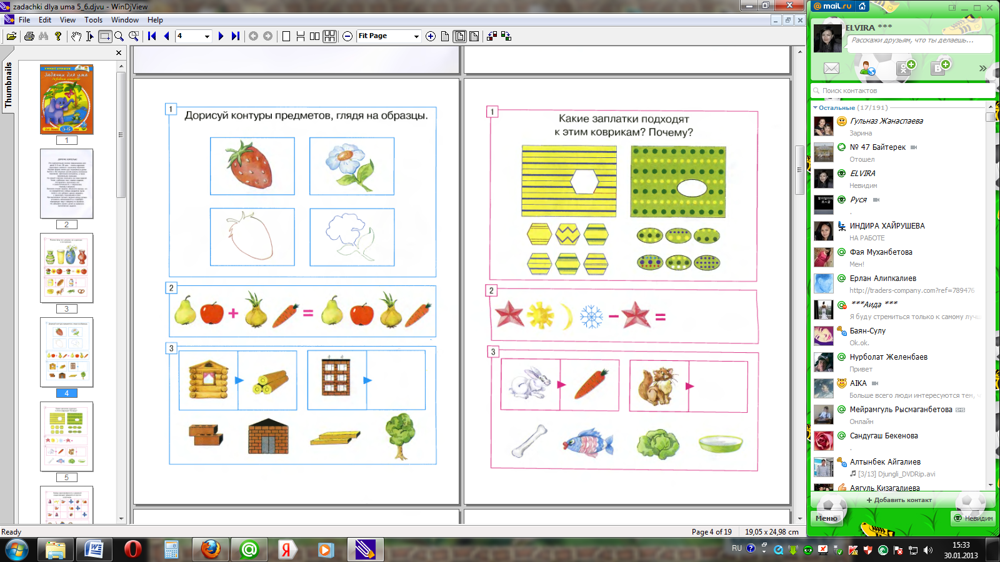 zadachki dlya uma 5_6.djvu - WinDjView
File Edit View Tools Window Help
4
Fit Page
Thumbnails
Задачки для ума
5-6
1
2
3
4
5
1
Дорисуй контуры предметов, глядя на образцы.
2
+ =
3
1
Какие заплатки подходят
к этим коврикам? Почему?
2
− =
3
Ready
Page 4 of 19
19,05 x 24,98 cm
@mail.ru
ELVIRA ***
Расскажи друзьям, что ты делаешь...
Поиск контактов
Остальные (17/191)
Гульназ Жанаспаева
Зарина
№ 47 Байтерек
Отошел
ELVIRA
Невидим
Руся
.
ИНДИРА ХАЙРУШЕВА
НА РАБОТЕ
Фая Муханбетова
Мен!
Ерлан Алипкалиев
http://traders-company.com?ref=789476
***Аида ***
Я буду стремиться только к самому лучш
Баян-Сулу
Ok.ok.
Нурболат Желенбаев
Привет
AIKA
Больше всего люди интересуются тем, ч
Мейрамгуль Рысмаганбетова
Онлайн
Сандугаш Бекенова
.
Алтынбек Айгалиев
[3/13] Djungli_DVDRip.avi
Аягуль Кизагалиева
+ Добавить контакт
Меню
Невидим
RU
15:33
30.01.2013